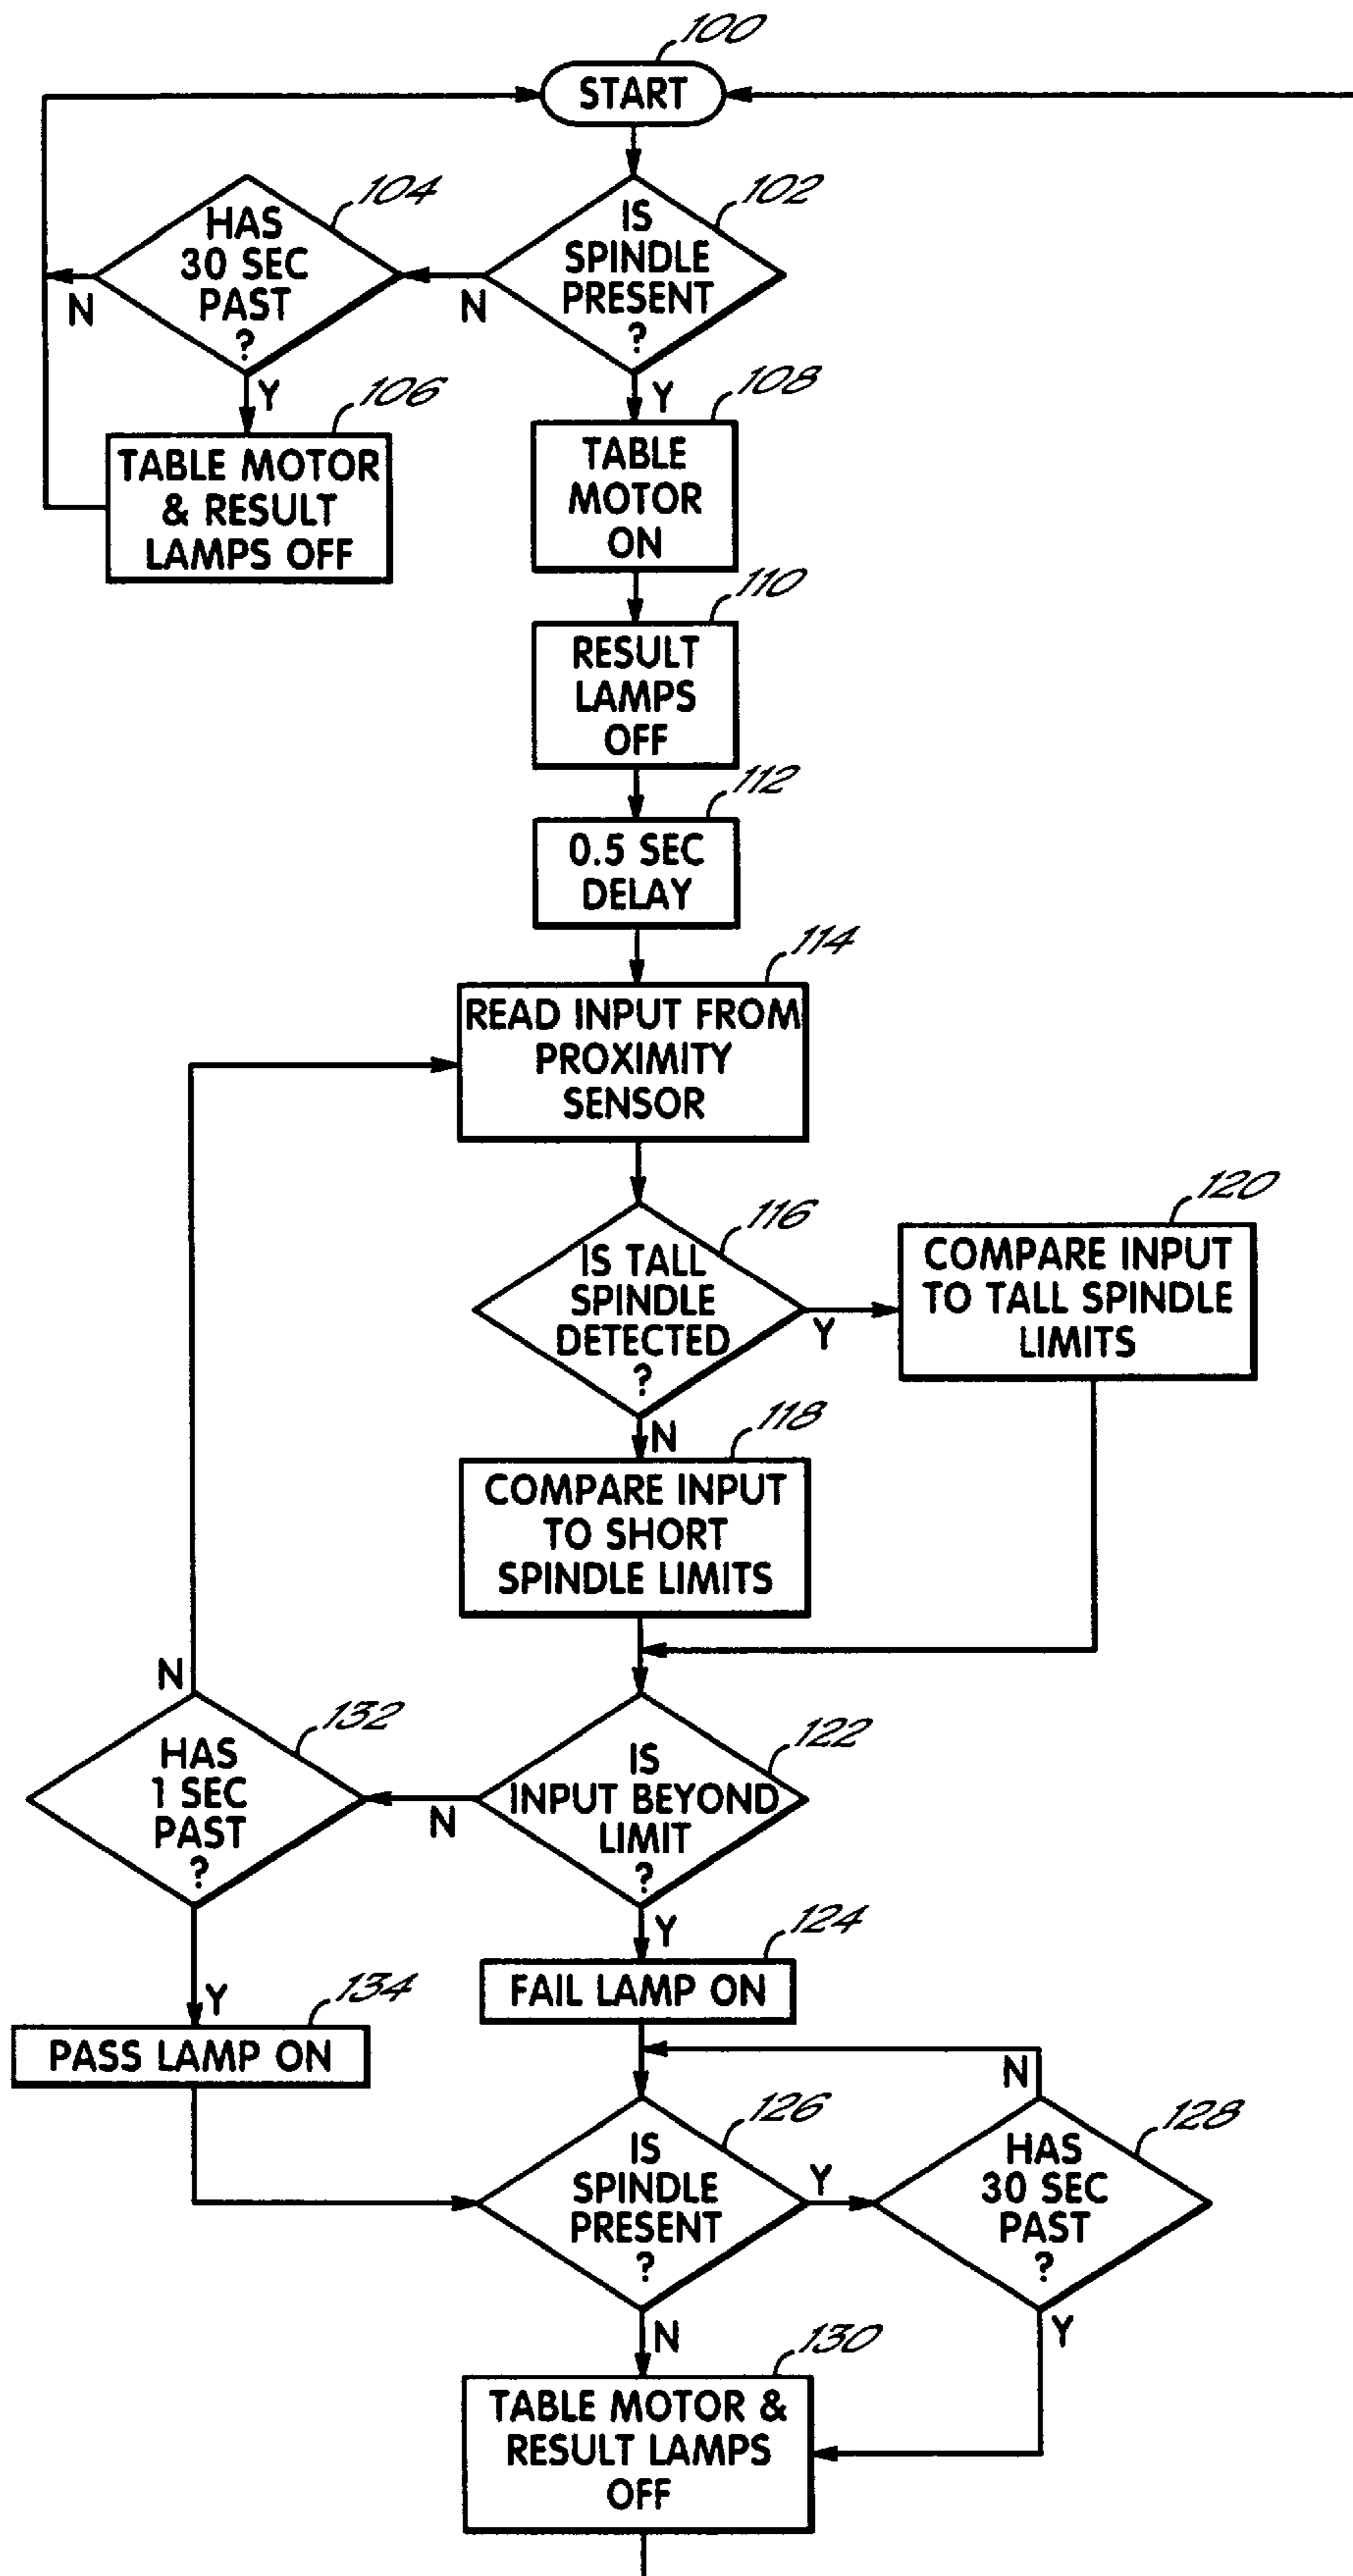 100
START
104
HAS
30 SEC
PAST
?
N
Y
102
IS
SPINDLE
PRESENT
?
N
Y
106
TABLE MOTOR
& RESULT
LAMPS OFF
108
TABLE
MOTOR
ON
110
RESULT
LAMPS
OFF
112
0.5 SEC
DELAY
114
READ INPUT FROM
PROXIMITY
SENSOR
116
IS TALL
SPINDLE
DETECTED
?
Y
N
120
COMPARE INPUT
TO TALL SPINDLE
LIMITS
118
COMPARE INPUT
TO SHORT
SPINDLE LIMITS
N
132
HAS
1 SEC
PAST
?
Y
122
IS
INPUT BEYOND
LIMIT
?
N
Y
124
FAIL LAMP ON
134
PASS LAMP ON
126
IS
SPINDLE
PRESENT
?
Y
N
N
128
HAS
30 SEC
PAST
?
Y
130
TABLE MOTOR &
RESULT LAMPS
OFF